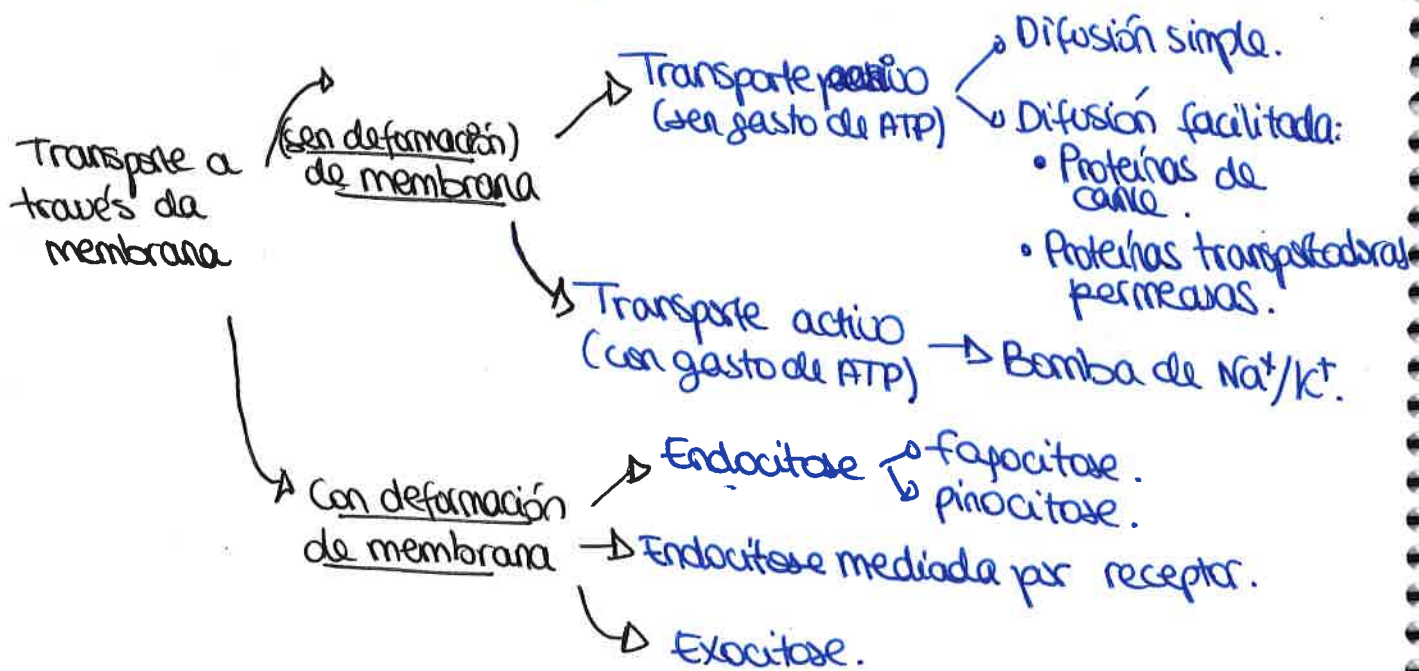 Transporte a
través da
membrana
(sen deformación)
de membrana
Transporte pasivo
(sen gasto de ATP)
Difusión simple.
Difusión facilitada:
• Proteínas de
canle.
• Proteínas transportadoras
permeasas.
Transporte activo
(con gasto de ATP)
Bomba de Na⁺/K⁺.
Con deformación
de membrana
Endocitose
fagocitose.
pinocitose.
Endocitose mediada por receptor.
Exocitose.